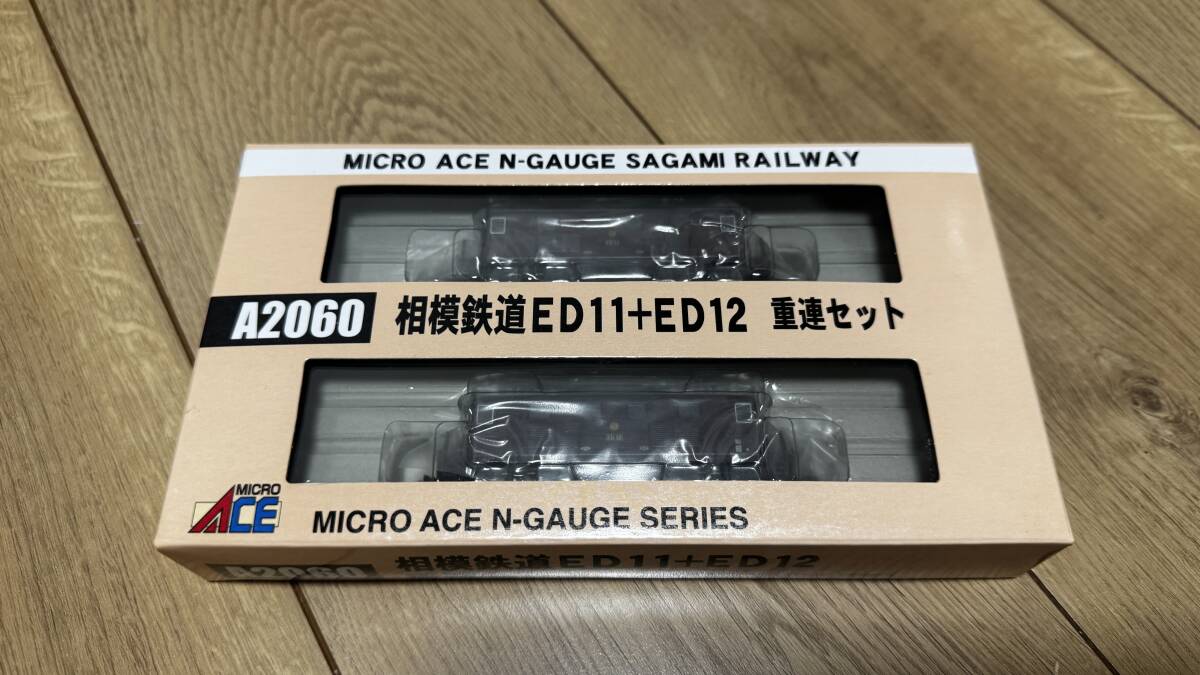 MICRO ACE N-GAUGE SAGAMI RAILWAY
A2060 相模鉄道ED11+ED12 重連セット
MICRO ACE
MICRO ACE N-GAUGE SERIES
A2060 相模鉄道ED11+ED12